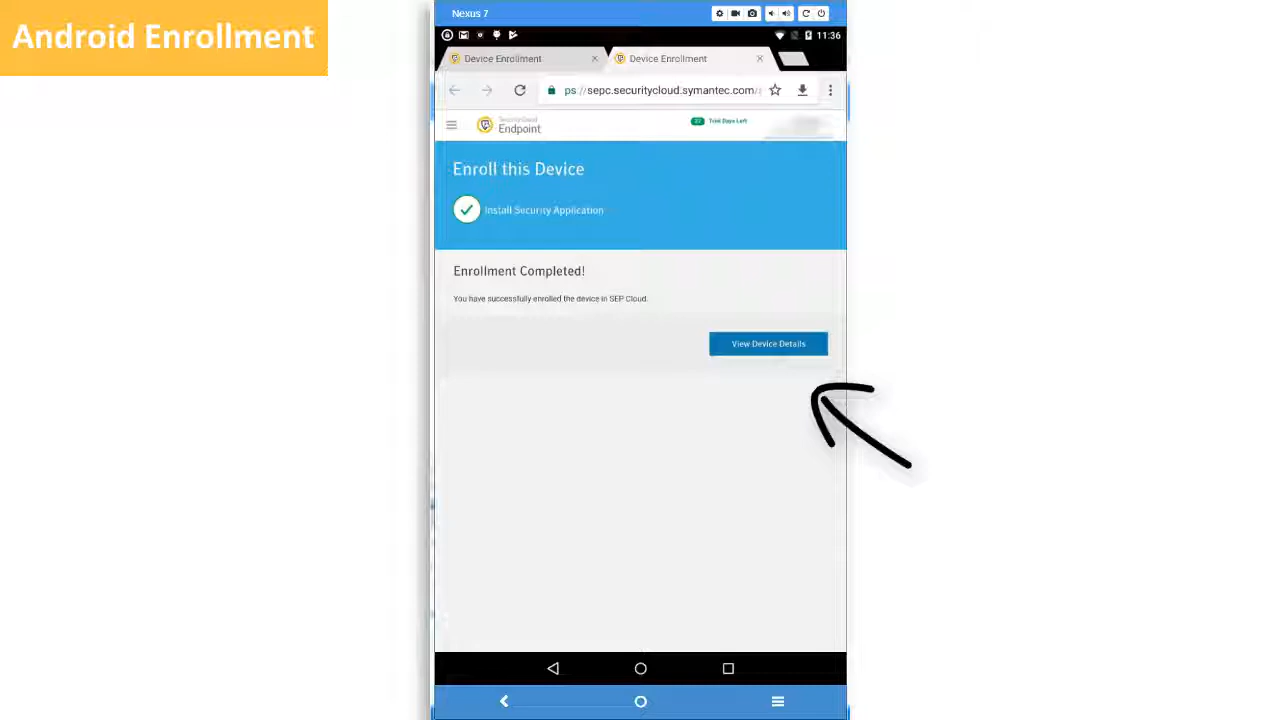 Android Enrollment
Nexus 7
11:36
Device Enrollment
Device Enrollment
ps://sepc.securitycloud.symantec.com/
Security Cloud
Endpoint
Trial Days Left
Enroll this Device
Install Security Application
Enrollment Completed!
You have successfully enrolled the device in SEP Cloud.
View Device Details